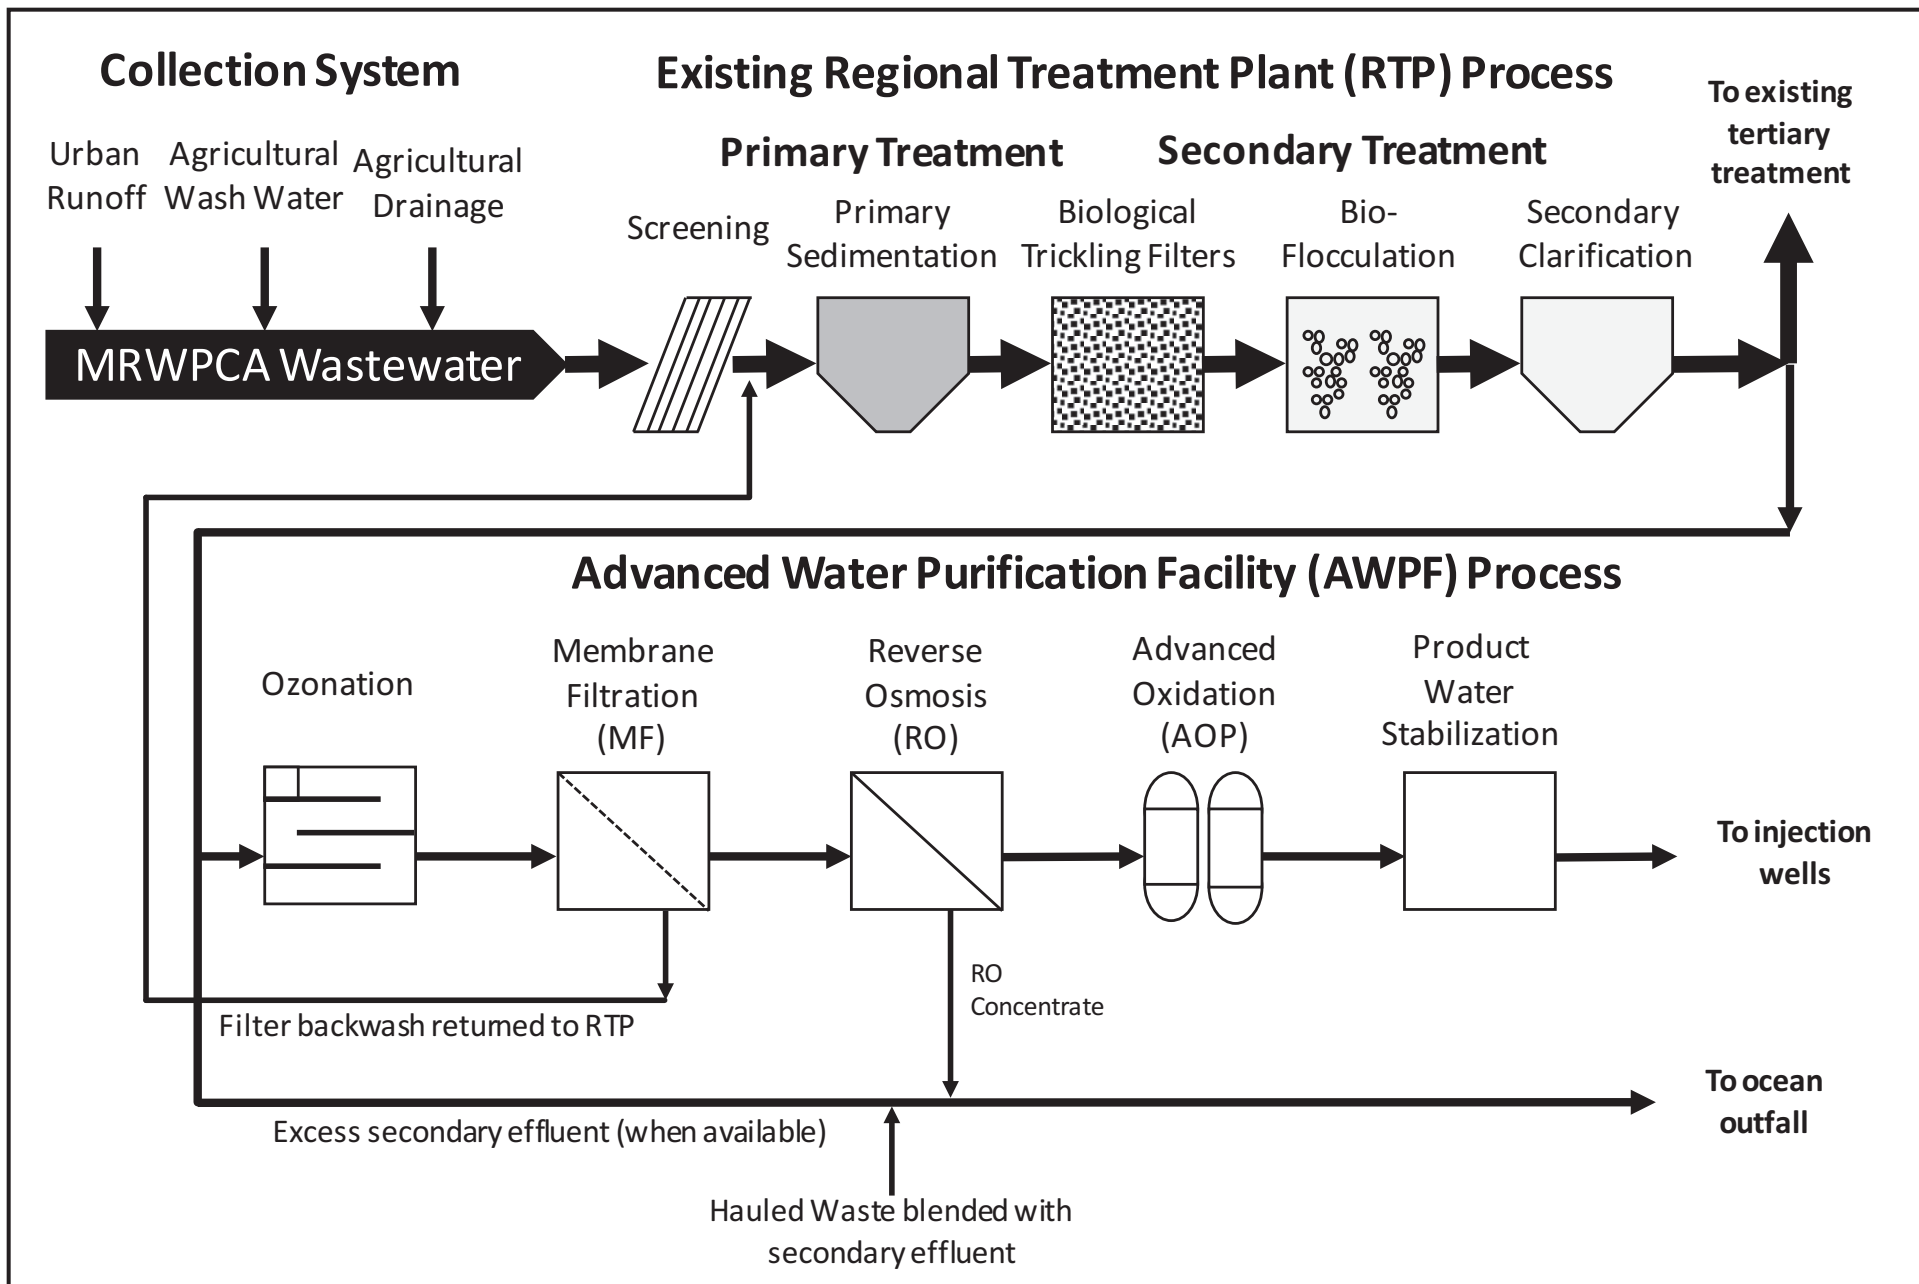 Collection System
Existing Regional Treatment Plant (RTP) Process
To existing
tertiary
treatment
Primary Treatment
Secondary Treatment
Urban
Runoff
Agricultural
Wash Water
Agricultural
Drainage
Screening
Primary
Sedimentation
Biological
Trickling Filters
Bio-
Flocculation
Secondary
Clarification
MRWPCA Wastewater
Advanced Water Purification Facility (AWPF) Process
Ozonation
Membrane
Filtration
(MF)
Reverse
Osmosis
(RO)
Advanced
Oxidation
(AOP)
Product
Water
Stabilization
To injection
wells
RO
Concentrate
Filter backwash returned to RTP
To ocean
outfall
Excess secondary effluent (when available)
Hauled Waste blended with
secondary effluent